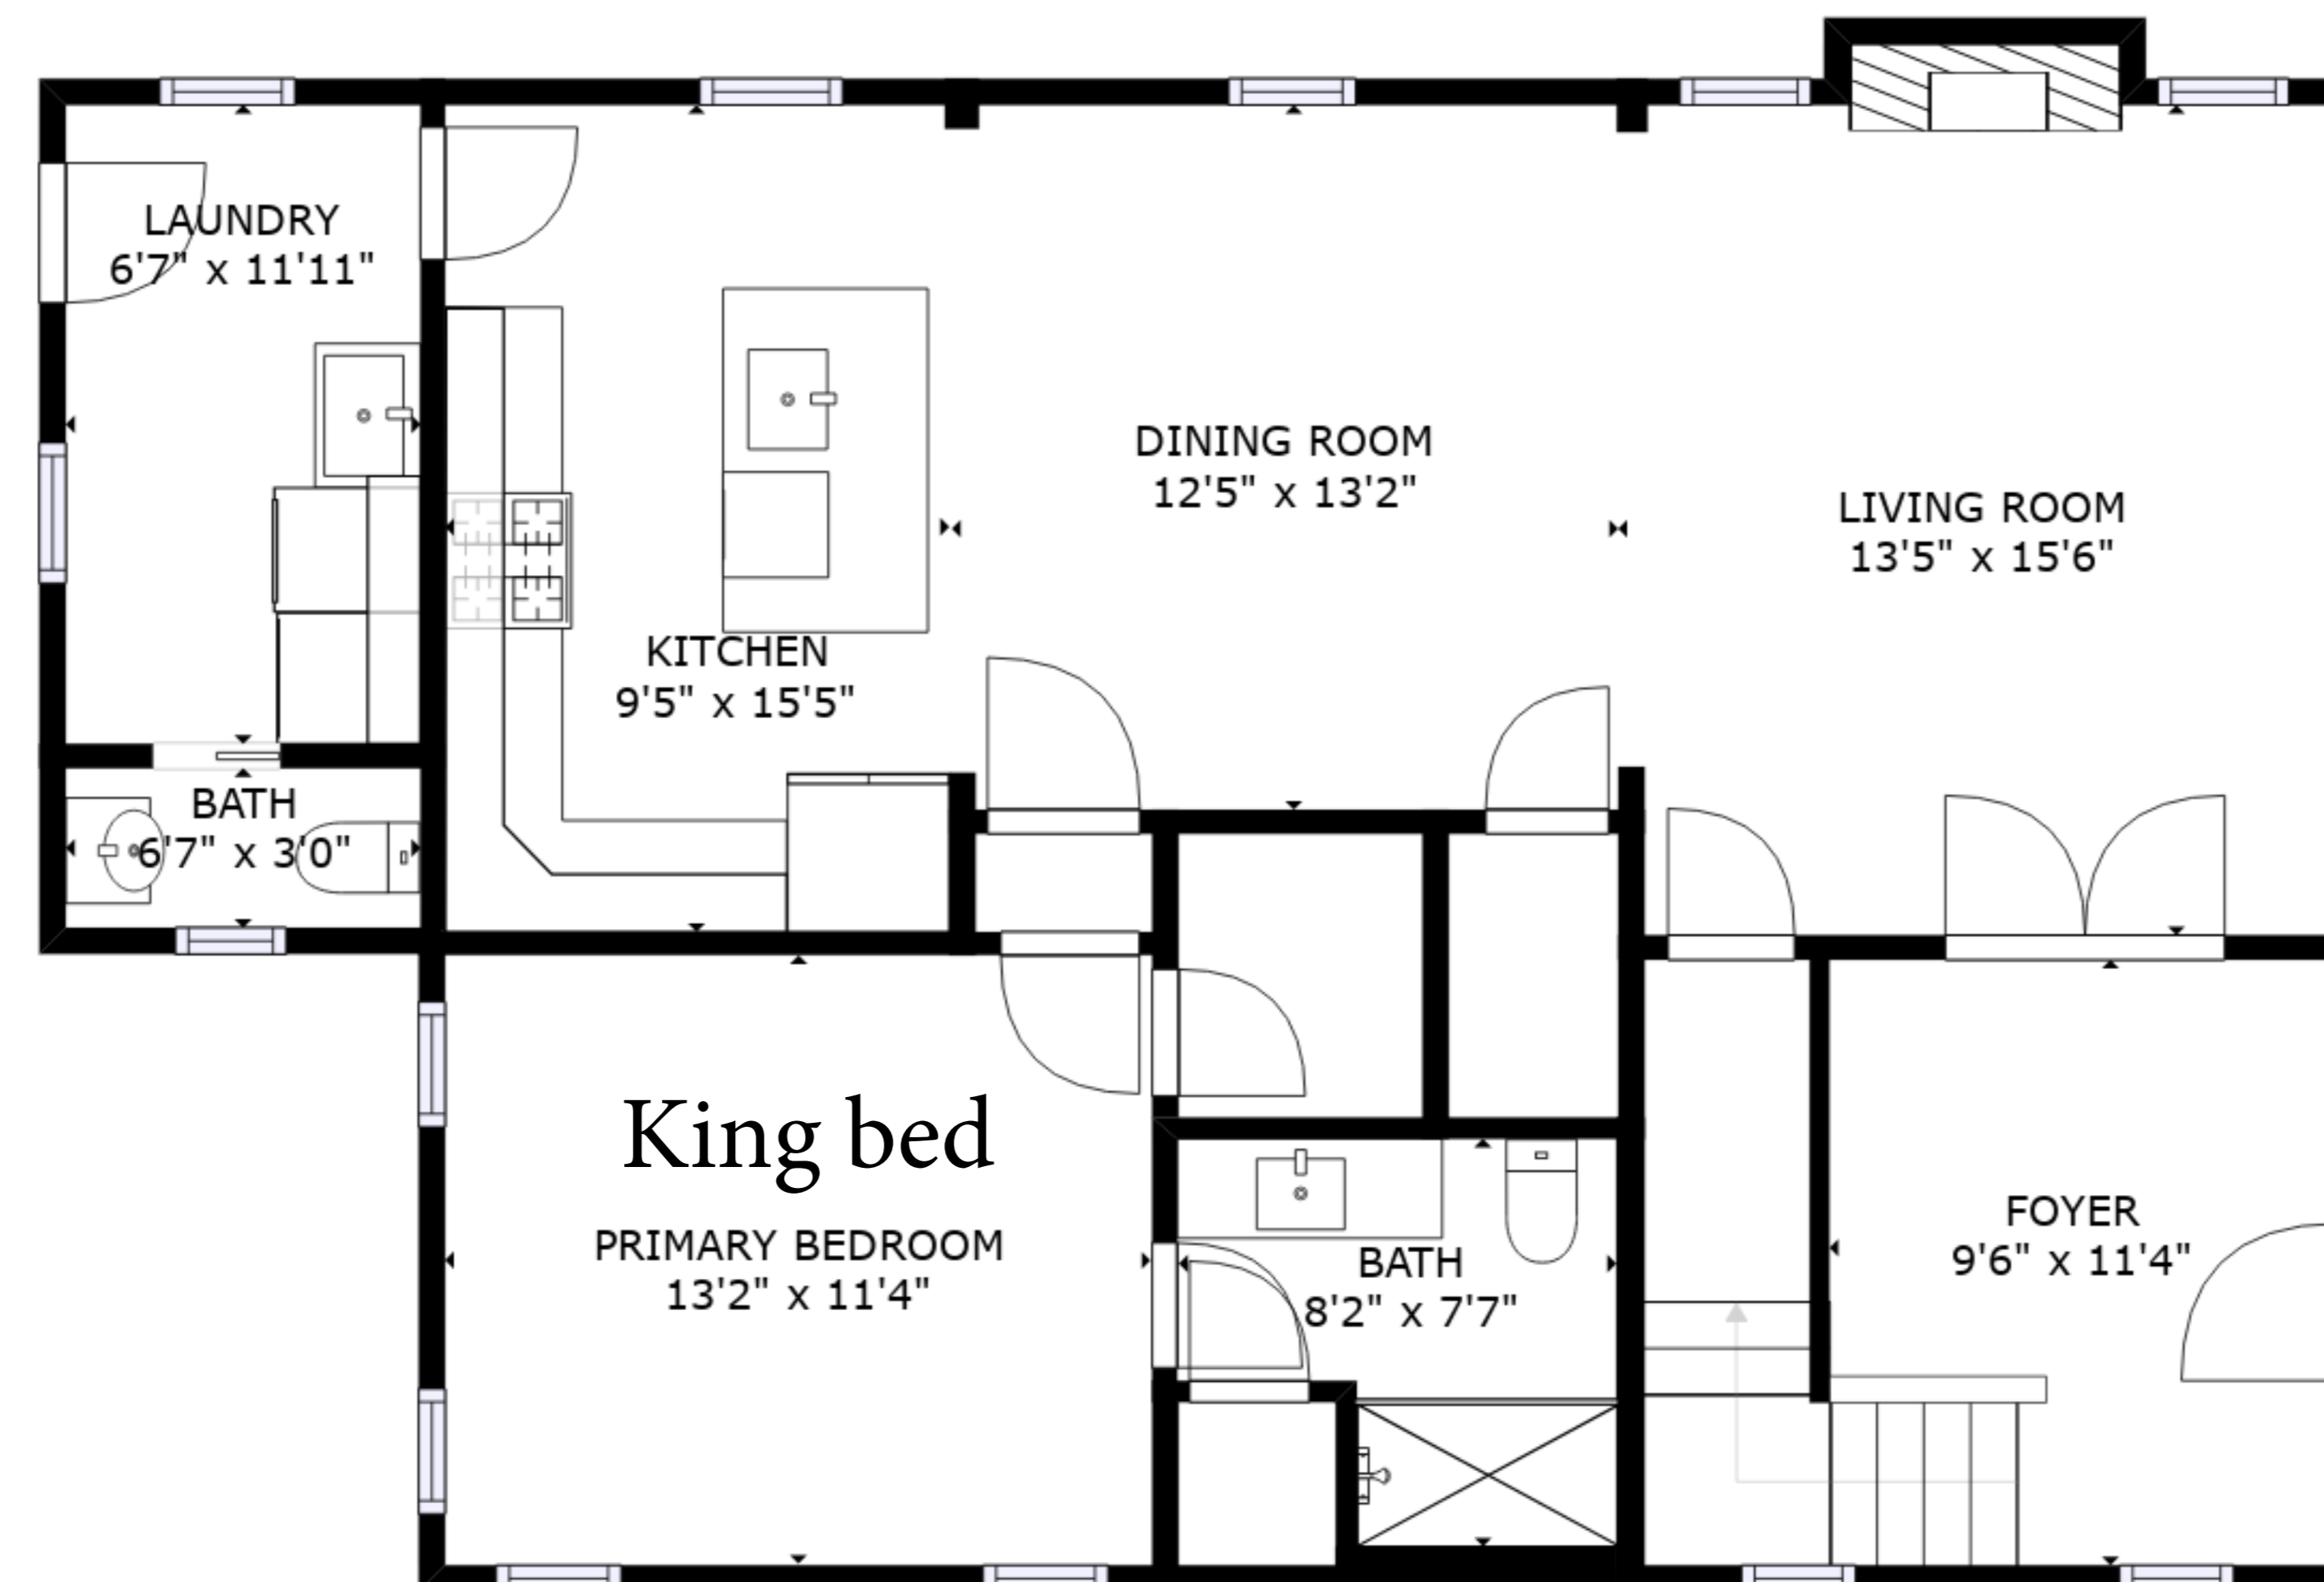 LAUNDRY
6'7" x 11'11"
DINING ROOM
12'5" x 13'2"
LIVING ROOM
13'5" x 15'6"
KITCHEN
9'5" x 15'5"
BATH
6'7" x 3'0"
King bed
PRIMARY BEDROOM
13'2" x 11'4"
BATH
8'2" x 7'7"
FOYER
9'6" x 11'4"